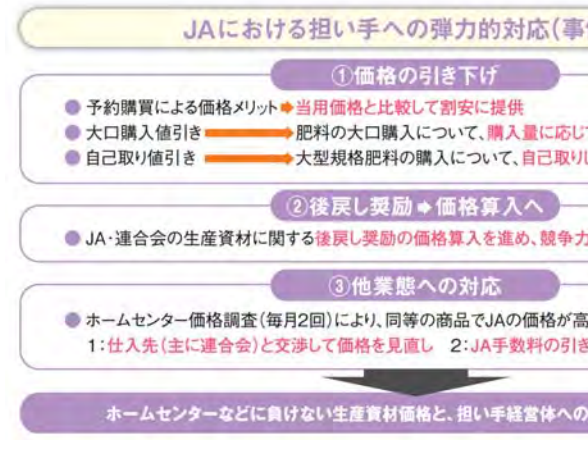 JAにおける担い手への弾力的対応(事
①価格の引き下げ
● 予約購買による価格メリット➡当用価格と比較して割安に提供
● 大口購入値引き➡肥料の大口購入について、購入量に応じ
● 自己取り値引き➡大型規格肥料の購入について、自己取り
②後戻し奨励➡価格算入へ
● JA・連合会の生産資材に関する後戻し奨励の価格算入を進め、競争力
③他業態への対応
● ホームセンター価格調査(毎月2回)により、同等の商品でJAの価格が高
1:仕入先(主に連合会)と交渉して価格を見直し 2:JA手数料の引き
ホームセンターなどに負けない生産資材価格と、担い手経営体への